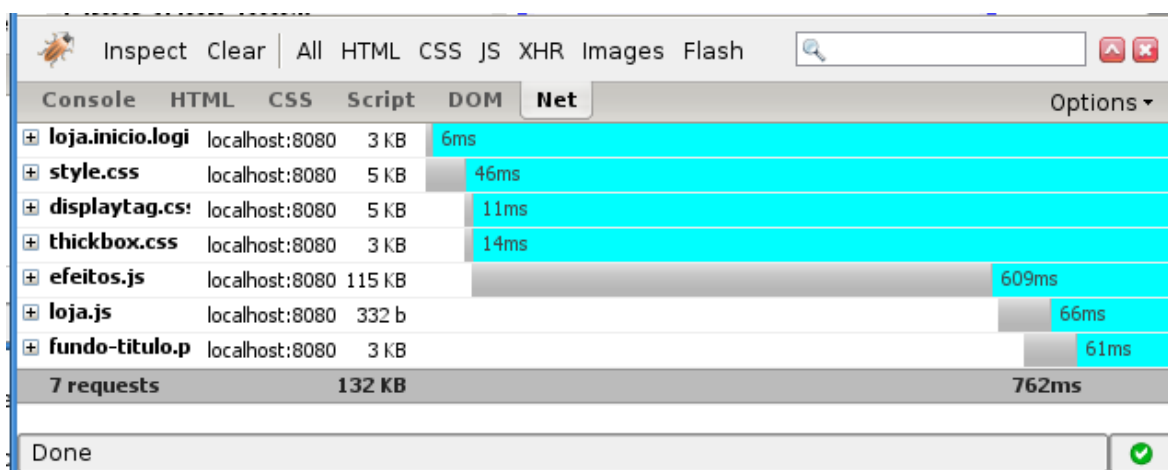 Inspect Clear All HTML CSS JS XHR Images Flash
Console HTML CSS Script DOM Net Options
loja.inicio.logi localhost:8080 3 KB 6ms
style.css localhost:8080 5 KB 46ms
displaytag.cs localhost:8080 5 KB 11ms
thickbox.css localhost:8080 3 KB 14ms
efeitos.js localhost:8080 115 KB 609ms
loja.js localhost:8080 332 b 66ms
fundo-titulo.p localhost:8080 3 KB 61ms
7 requests 132 KB 762ms
Done